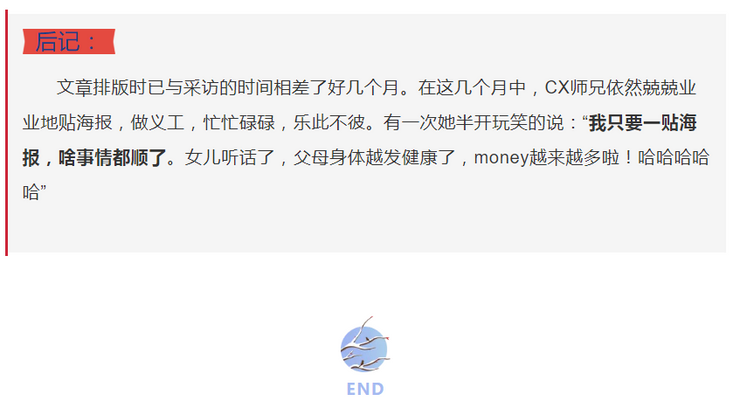 后记：
文章排版时已与采访的时间相差了好几个月。在这几个月中，CX师兄依然兢兢业
业地贴海报，做义工，忙忙碌碌，乐此不彼。有一次她半开玩笑的说：“我只要一贴海
报，啥事情都顺了。女儿听话了，父母身体越发健康了，money越来越多啦！哈哈哈哈
哈”
END